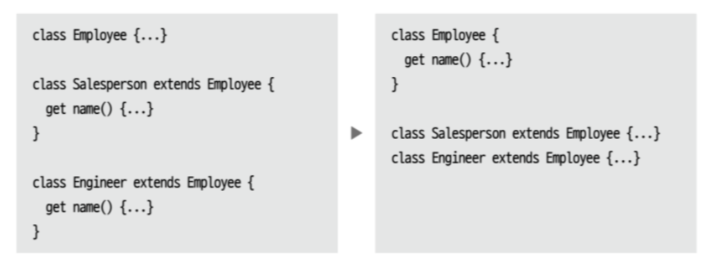 class Employee {...}
class Salesperson extends Employee {
get name() {...}
}
class Engineer extends Employee {
get name() {...}
}
class Employee {
get name() {...}
}
class Salesperson extends Employee {...}
class Engineer extends Employee {...}